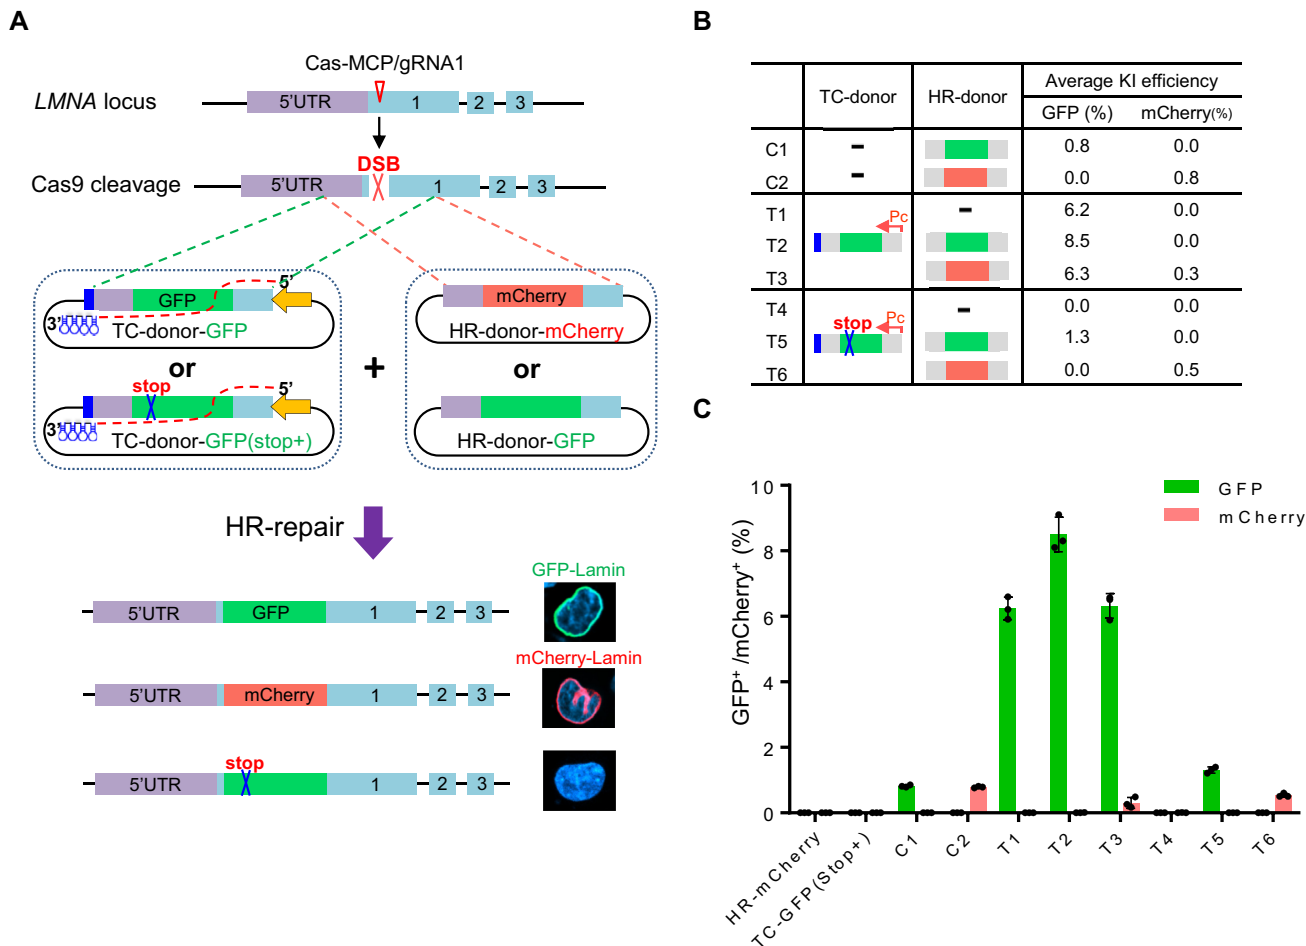 A
Cas-MCP/gRNA1
LMNA locus
5'UTR 1 2 3
DSB
Cas9 cleavage
5'UTR 1 2 3
5'
GFP
3'
TC-donor-GFP
mCherry
HR-donor-mCherry
or
+
or
stop
5'
3'
TC-donor-GFP(stop+)
HR-donor-GFP
HR-repair
GFP-Lamin
5'UTR GFP 1 2 3
mCherry-Lamin
5'UTR mCherry 1 2 3
stop
5'UTR 1 2 3
B
TC-donor HR-donor Average KI efficiency
GFP (%) mCherry(%)
C1 - 0.8 0.0
C2 - 0.0 0.8
T1 Pc - 6.2 0.0
T2 8.5 0.0
T3 6.3 0.3
T4 - 0.0 0.0
stop Pc
T5 1.3 0.0
T6 0.0 0.5
C
GFP+ /mCherry+ (%)
10
8
6
4
2
0
GFP
mCherry
HR-mCherry
TC-GFP(Stop+)
C1
C2
T1
T2
T3
T4
T5
T6